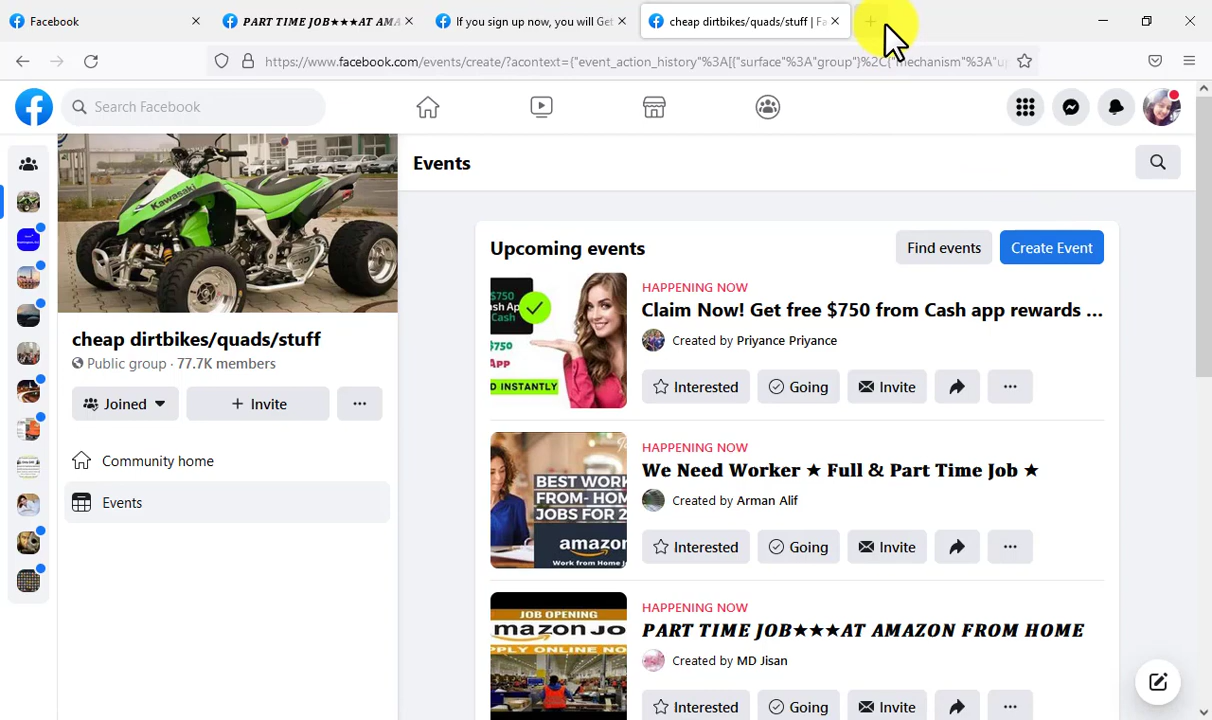 Facebook
PART TIME JOB★★★AT AMA
If you sign up now, you will Get
cheap dirtbikes/quads/stuff | Fa
https://www.facebook.com/events/create/?acontext={"event_action_history"%3A[{"surface"%3A"group"}%2C{"mechanism"%3A"up
Search Facebook
Events
Kawasaki
cheap dirtbikes/quads/stuff
Public group · 77.7K members
Joined
+ Invite
Community home
Events
Upcoming events
Find events
Create Event
$750
Cash
$750
APP
D INSTANTLY
HAPPENING NOW
Claim Now! Get free $750 from Cash app rewards ...
Created by Priyance Priyance
Interested
Going
Invite
BEST WORK
FROM- HOM
JOBS FOR 2
amazon
Work from Home J
HAPPENING NOW
We Need Worker ★ Full & Part Time Job ★
Created by Arman Alif
Interested
Going
Invite
JOB OPENING
mazon JO
PPLY ONLINE NO
HAPPENING NOW
PART TIME JOB★★★AT AMAZON FROM HOME
Created by MD Jisan
Interested
Going
Invite